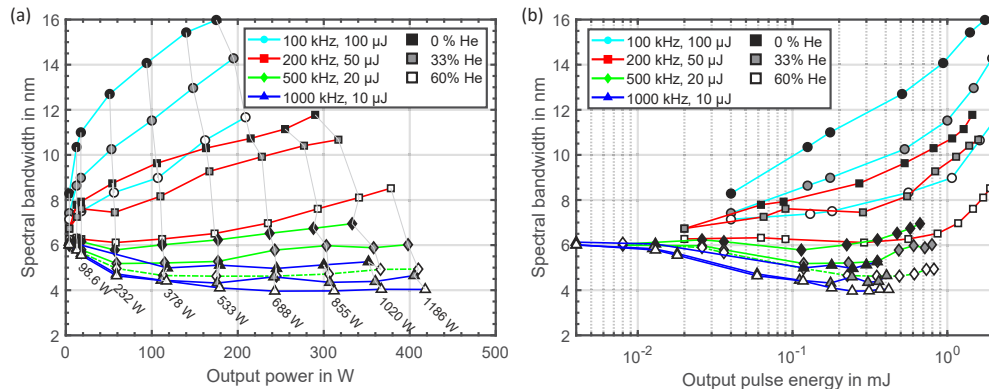 (a)
16
14
12
10
8
6
4
2
Spectral bandwidth in nm
0
100
200
300
400
500
Output power in W
100 kHz, 100 µJ
200 kHz, 50 µJ
500 kHz, 20 µJ
1000 kHz, 10 µJ
0 % He
33% He
60% He
98.6 W
232 W
378 W
533 W
688 W
855 W
1020 W
1186 W
(b)
16
14
12
10
8
6
4
2
Spectral bandwidth in nm
10-2
10-1
100
Output pulse energy in mJ
100 kHz, 100 µJ
200 kHz, 50 µJ
500 kHz, 20 µJ
1000 kHz, 10 µJ
0 % He
33% He
60% He